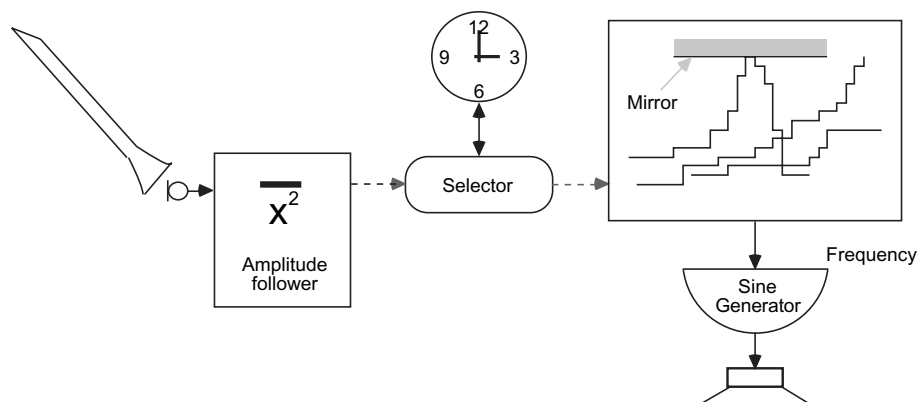 12
9
3
6
Mirror
x²
Selector
Amplitude
follower
Frequency
Sine
Generator